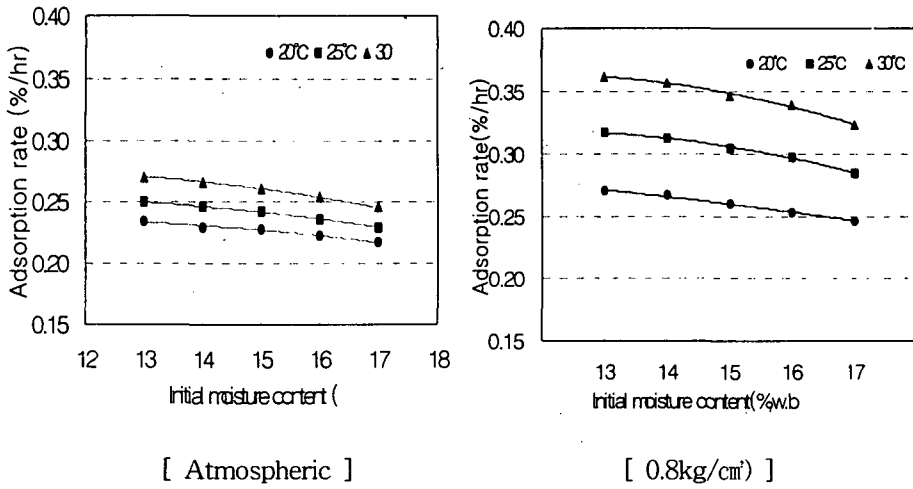 0.40
20℃ 25℃ 30
0.35
0.30
0.25
0.20
0.15
Adsorption rate (%/hr)
12 13 14 15 16 17 18
Initial moisture content (
[ Atmospheric ]
0.40
20℃ 25℃ 30℃
0.35
0.30
0.25
0.20
0.15
Adsorption rate(%/hr)
13 14 15 16 17
Initial moisture content(%,w.b
[ 0.8kg/㎠) ]